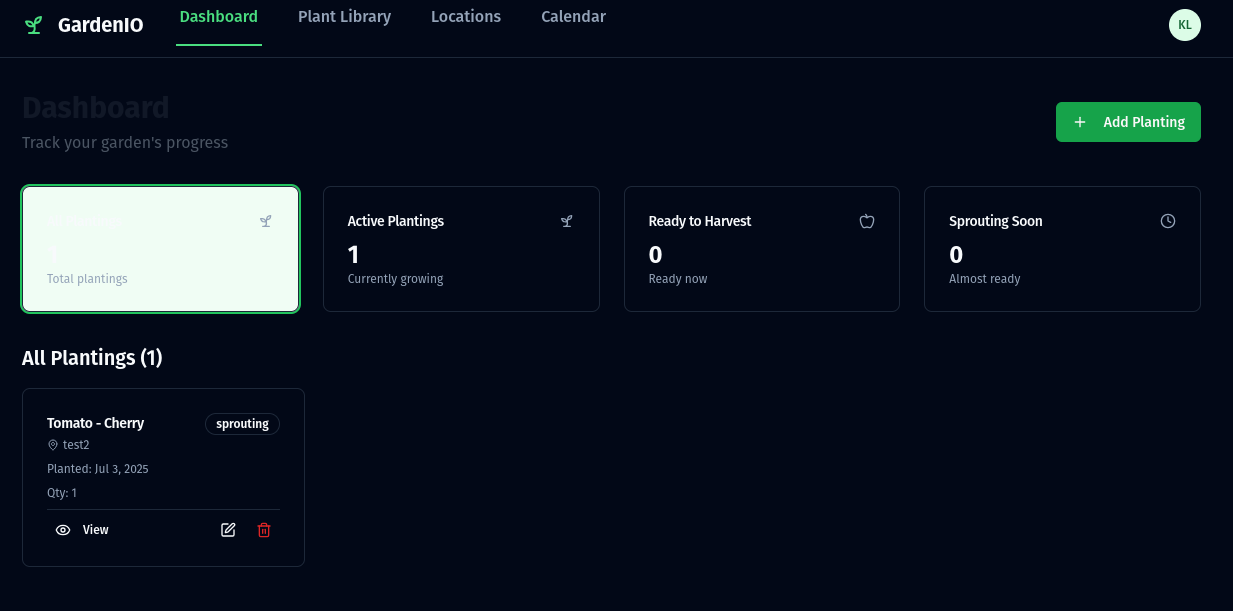 GardenIO
Dashboard
Plant Library
Locations
Calendar
KL
Dashboard
Track your garden's progress
+ Add Planting
Total plantings
Active Plantings
1
Currently growing
Ready to Harvest
0
Ready now
Sprouting Soon
0
Almost ready
All Plantings (1)
Tomato - Cherry
sprouting
test2
Planted: Jul 3, 2025
Qty: 1
View